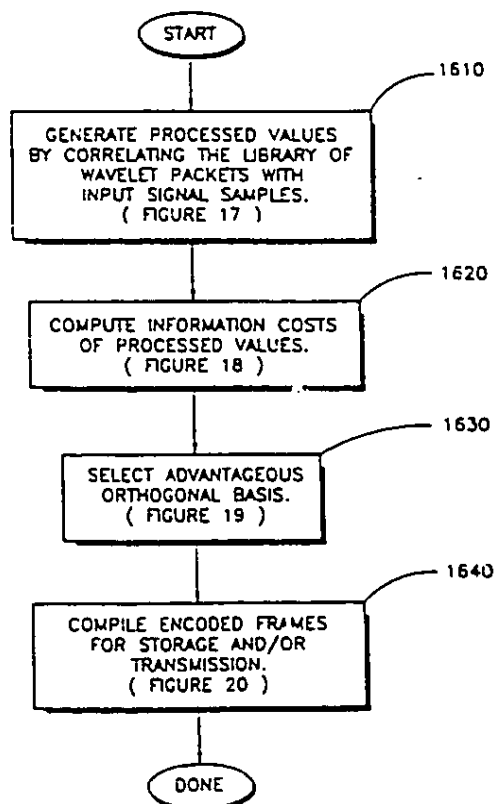 START
1610
GENERATE PROCESSED VALUES
BY CORRELATING THE LIBRARY OF
WAVELET PACKETS WITH
INPUT SIGNAL SAMPLES.
( FIGURE 17 )
1620
COMPUTE INFORMATION COSTS
OF PROCESSED VALUES.
( FIGURE 18 )
1630
SELECT ADVANTAGEOUS
ORTHOGONAL BASIS.
( FIGURE 19 )
1640
COMPILE ENCODED FRAMES
FOR STORAGE AND/OR
TRANSMISSION.
( FIGURE 20 )
DONE